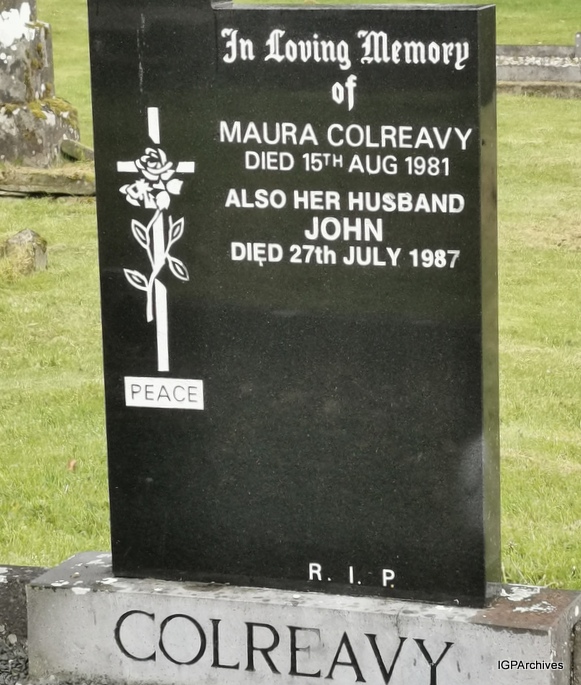 In Loving Memory
of
MAURA COLREAVY
DIED 15TH AUG 1981
ALSO HER HUSBAND
JOHN
DIED 27th JULY 1987
PEACE
R. I. P.
COLREAVY
IGPArchives